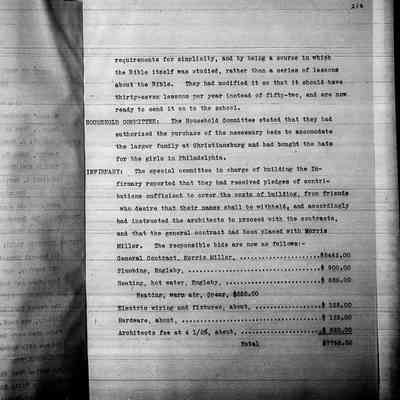 requirements for simplicity, and by being a course in which
the Bible itself was studied, rather than a series of lessons
about the Bible. They had modified it so that it should have
thirty-seven lessons per year instead of fifty-two, and are now
ready to send it on to the school.
HOUSEHOLD COMMITTEE: The Household Committee stated that they had
authorized the purchase of the necessary beds to accomodate
the larger family at Christiansburg and had bought the hats
for the girls in Philadelphia.
INFIRMARY: The special committee in charge of building the In-
firmary reported that they had received pledges of contri-
butions sufficient to cover the costs of building, from friends
who desire that their names shall be withheld, and accordingly
had instructed the architects to proceed with the contracts,
and that the general contract had been placed with Morris
Miller. The responsible bids are now as follows:-
General Contract, Morris Miller,
Plumbing, Engleby, $ 900.00
Heating, hot water, Engleby,
Heating, warm air,
Electric wiring and fixtures, about,
Hardware, about,
Architects fee at 4 1/2%, about,
Total